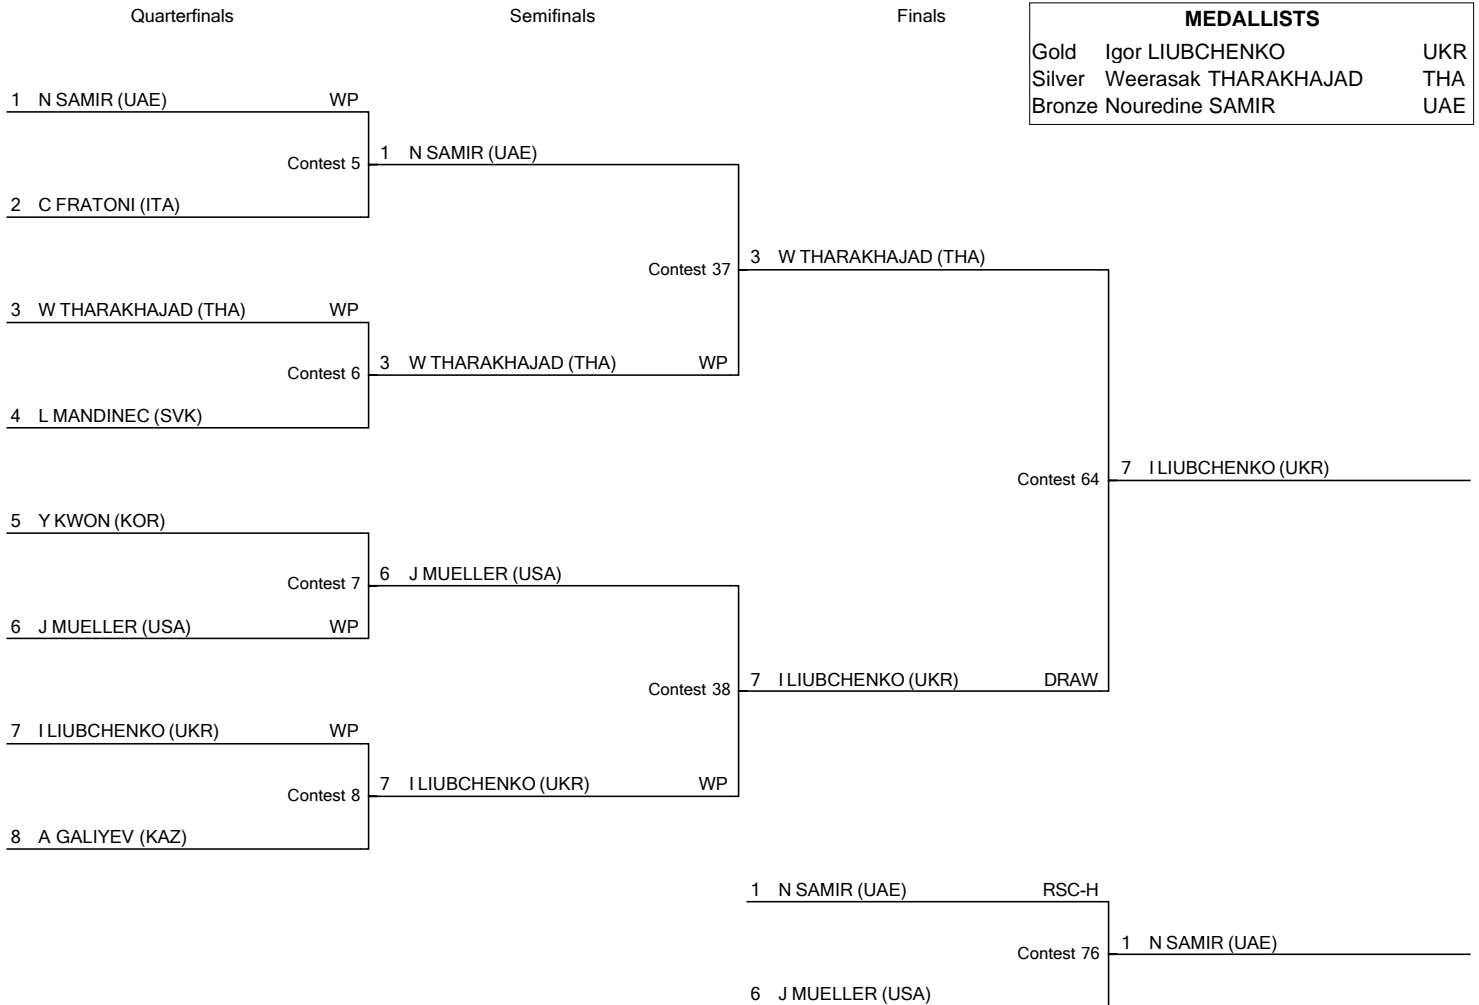 Quarterfinals Semifinals Finals
MEDALLISTS
Gold Igor LIUBCHENKO UKR
Silver Weerasak THARAKHAJAD THA
Bronze Nouredine SAMIR UAE
1 N SAMIR (UAE) WP
Contest 5
1 N SAMIR (UAE)
2 C FRATONI (ITA)
Contest 37
3 W THARAKHAJAD (THA)
3 W THARAKHAJAD (THA) WP
Contest 6
3 W THARAKHAJAD (THA) WP
4 L MANDINEC (SVK)
Contest 64
7 I LIUBCHENKO (UKR)
5 Y KWON (KOR)
Contest 7
6 J MUELLER (USA)
6 J MUELLER (USA) WP
Contest 38
7 I LIUBCHENKO (UKR) DRAW
7 I LIUBCHENKO (UKR) WP
Contest 8
7 I LIUBCHENKO (UKR) WP
8 A GALIYEV (KAZ)
1 N SAMIR (UAE) RSC-H
Contest 76
1 N SAMIR (UAE)
6 J MUELLER (USA)